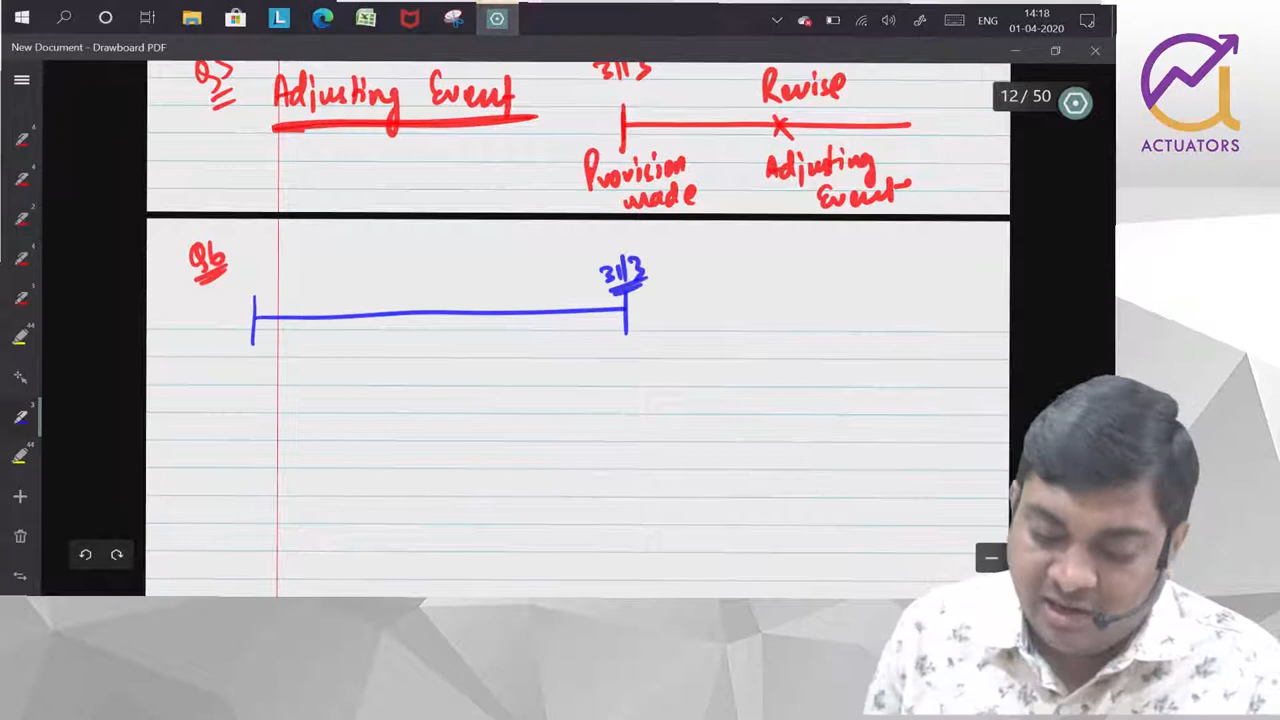 14:18
ENG
01-04-2020
New Document - Drawboard PDF
12 / 50
ACTUATORS
Q5
Adjusting Event
31/3
Revise
Provision
made
Adjusting
Event
Q6
31/3